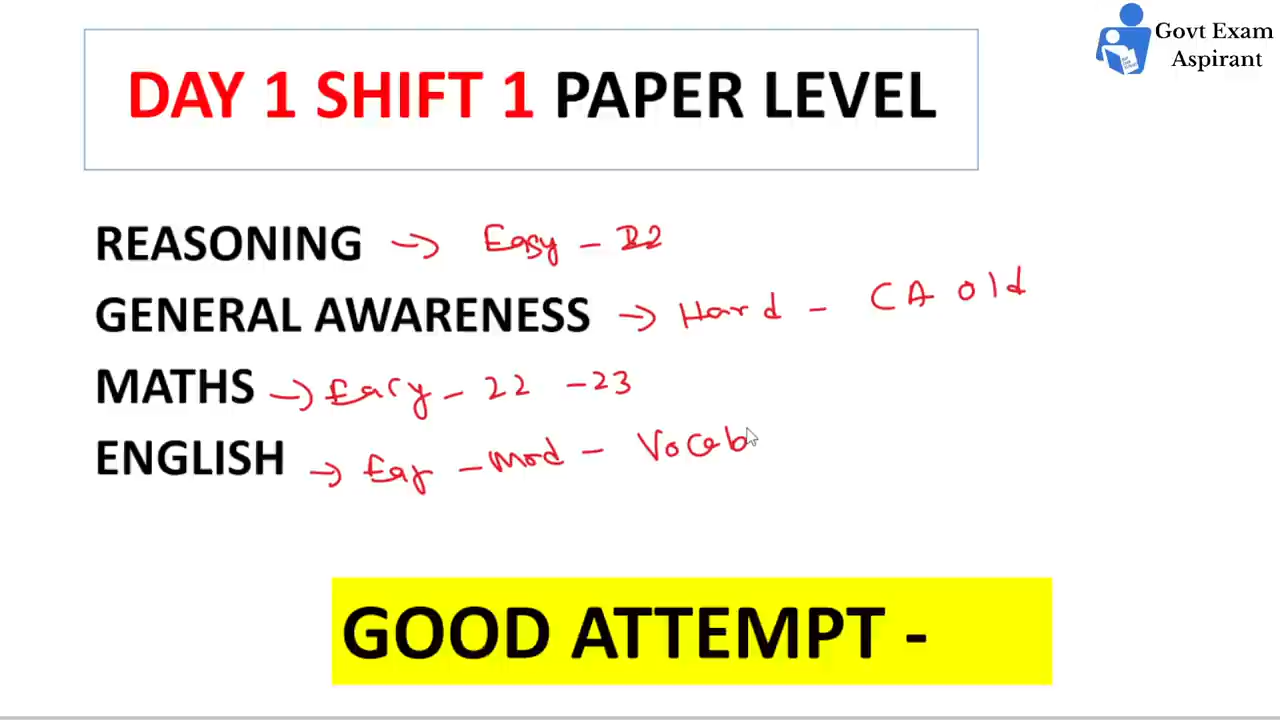 Govt Exam
Aspirant
DAY 1 SHIFT 1 PAPER LEVEL
REASONING → Easy - 22
GENERAL AWARENESS → Hard - CA old
MATHS → Easy - 22 - 23
ENGLISH → Easy - Mod - Vocab
GOOD ATTEMPT -